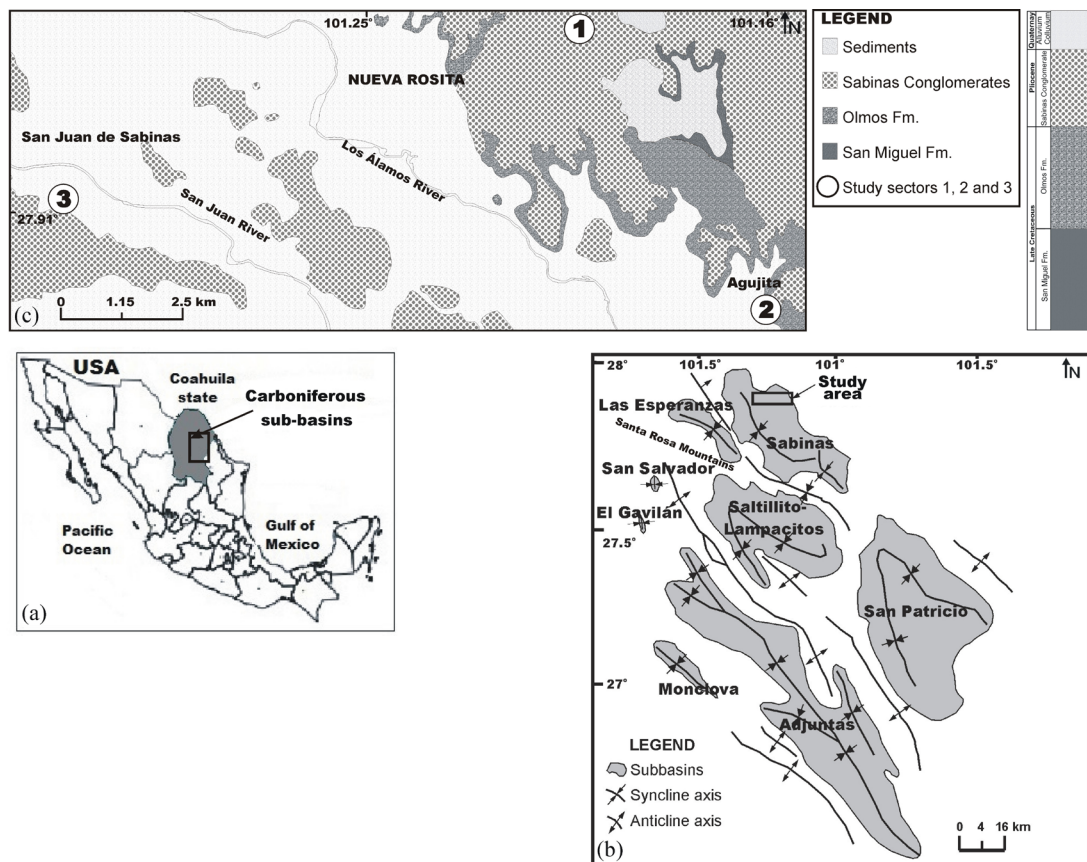 101.25°
101.16°
N
1
NUEVA ROSITA
San Juan de Sabinas
Los Álamos River
3
San Juan River
27.91°
Agujita
2
0 1.15 2.5 km
(c)
LEGEND
Sediments
Sabinas Conglomerates
Olmos Fm.
San Miguel Fm.
Study sectors 1, 2 and 3
Quaternay
Alluvium
Colluvium
Pliocene
Sabinas Conglomerate
Late Cretaceous
Olmos Fm.
San Miguel Fm.
USA
Coahuila
state
Carboniferous
sub-basins
Pacific
Ocean
Gulf of
Mexico
(a)
28°
101.5°
101°
101.5°
N
Study
area
Las Esperanzas
Santa Rosa Mountains
Sabinas
San Salvador
El Gavilán
Saltillito-
Lampacitos
27.5°
San Patricio
27°
Monclova
Adjuntas
LEGEND
Subbasins
Syncline axis
Anticline axis
0 4 16 km
(b)